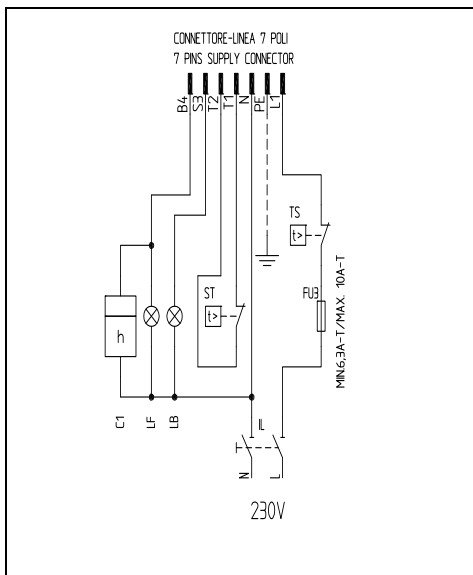 CONNETTORE-LINEA 7 POLI
7 PINS SUPPLY CONNECTOR
B4
S3
T2
T1
N
PE
L1
TS
t>
FU3
MIN.6,3A-T/MAX. 10A-T
ST
t>
h
C1
LF
LB
IL
N
L
230V